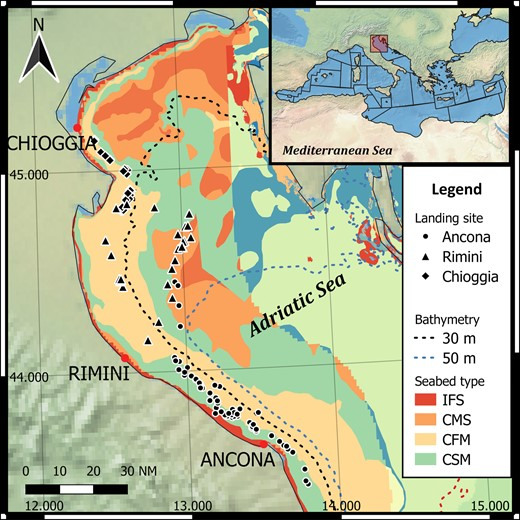 N
Mediterranean Sea
CHIOGGIA
45.000
Legend
Landing site
Ancona
Rimini
Chioggia
Adriatic Sea
Bathymetry
30 m
50 m
44.000
RIMINI
Seabed type
IFS
CMS
CFM
CSM
ANCONA
0 10 20 30 NM
12.000 13.000 14.000 15.000